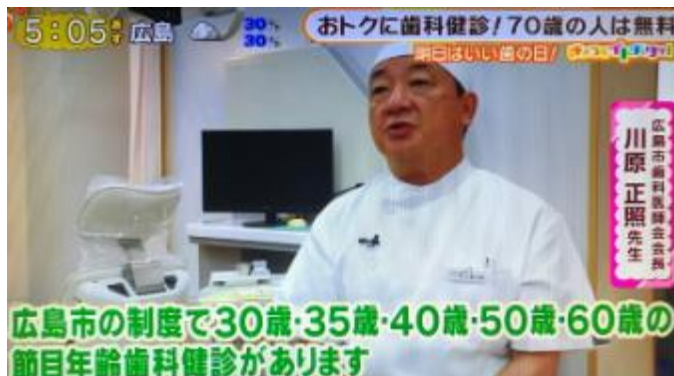 5:05 あす 広島 30% 30%
おトクに歯科健診!70歳の人は無料
明日はいい歯の日!
広島市歯科医師会会長
川原 正照先生
広島市の制度で30歳・35歳・40歳・50歳・60歳の
節目年齢歯科健診があります